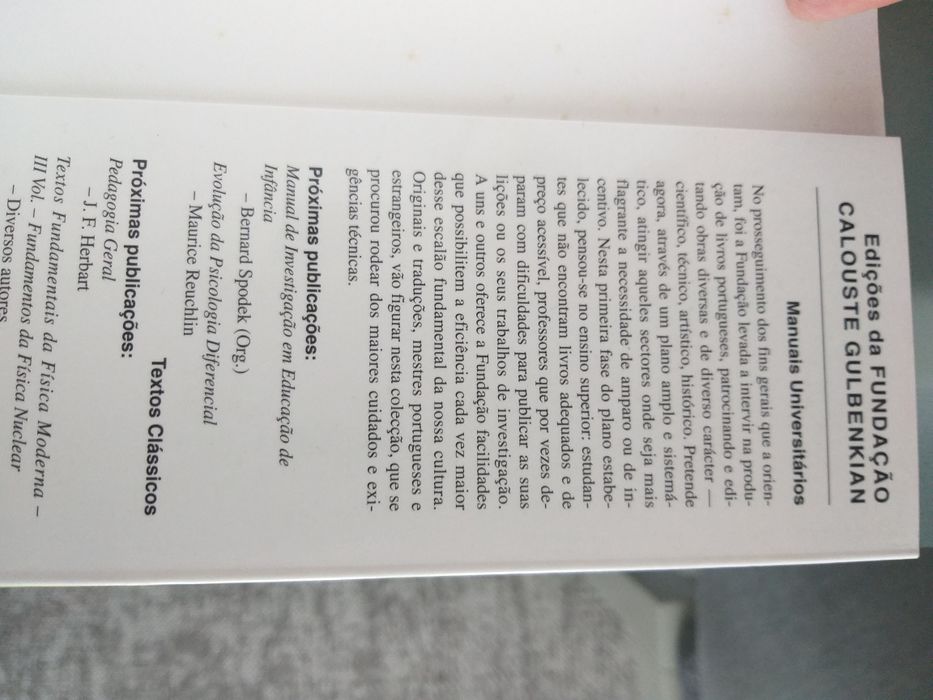 Edições da FUNDAÇÃO
CALOUSTE GULBENKIAN
Manuais Universitários
No prosseguimento dos fins gerais que a orien-
tam, foi a Fundação levada a intervir na produ-
ção de livros portugueses, patrocinando e edi-
tando obras diversas e de diverso carácter —
científico, técnico, artístico, histórico. Pretende
agora, através de um plano amplo e sistemá-
tico, atingir aqueles sectores onde seja mais
flagrante a necessidade de amparo ou de in-
centivo. Nesta primeira fase do plano estabe-
lecido, pensou-se no ensino superior: estudan-
tes que não encontram livros adequados e de
preço acessível, professores que por vezes de-
param com dificuldades para publicar as suas
lições ou os seus trabalhos de investigação.
A uns e outros oferece a Fundação facilidades
que possibilitem a eficiência cada vez maior
desse escalão fundamental da nossa cultura.
Originais e traduções, mestres portugueses e
estrangeiros, vão figurar nesta colecção, que se
procurou rodear dos maiores cuidados e exi-
gências técnicas.
Próximas publicações:
Manual de Investigação em Educação de
Infância
– Bernard Spodek (Org.)
Evolução da Psicologia Diferencial
– Maurice Reuchlin
Textos Clássicos
Próximas publicações:
Pedagogia Geral
– J. F. Herbart
Textos Fundamentais da Física Moderna –
III Vol. – Fundamentos da Física Nuclear
– Diversos autores